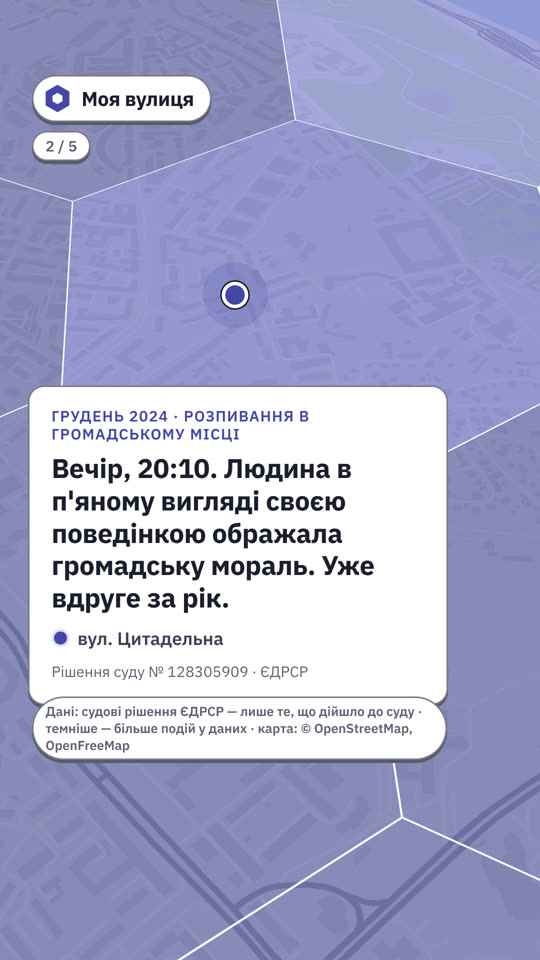 Моя вулиця
2 / 5
ГРУДЕНЬ 2024 · РОЗПИВАННЯ В
ГРОМАДСЬКОМУ МІСЦІ
Вечір, 20:10. Людина в
п'яному вигляді своєю
поведінкою ображала
громадську мораль. Уже
вдруге за рік.
вул. Цитадельна
Рішення суду № 128305909 · ЄДРСР
Дані: судові рішення ЄДРСР — лише те, що дійшло до суду ·
темніше — більше подій у даних · карта: © OpenStreetMap,
OpenFreeMap